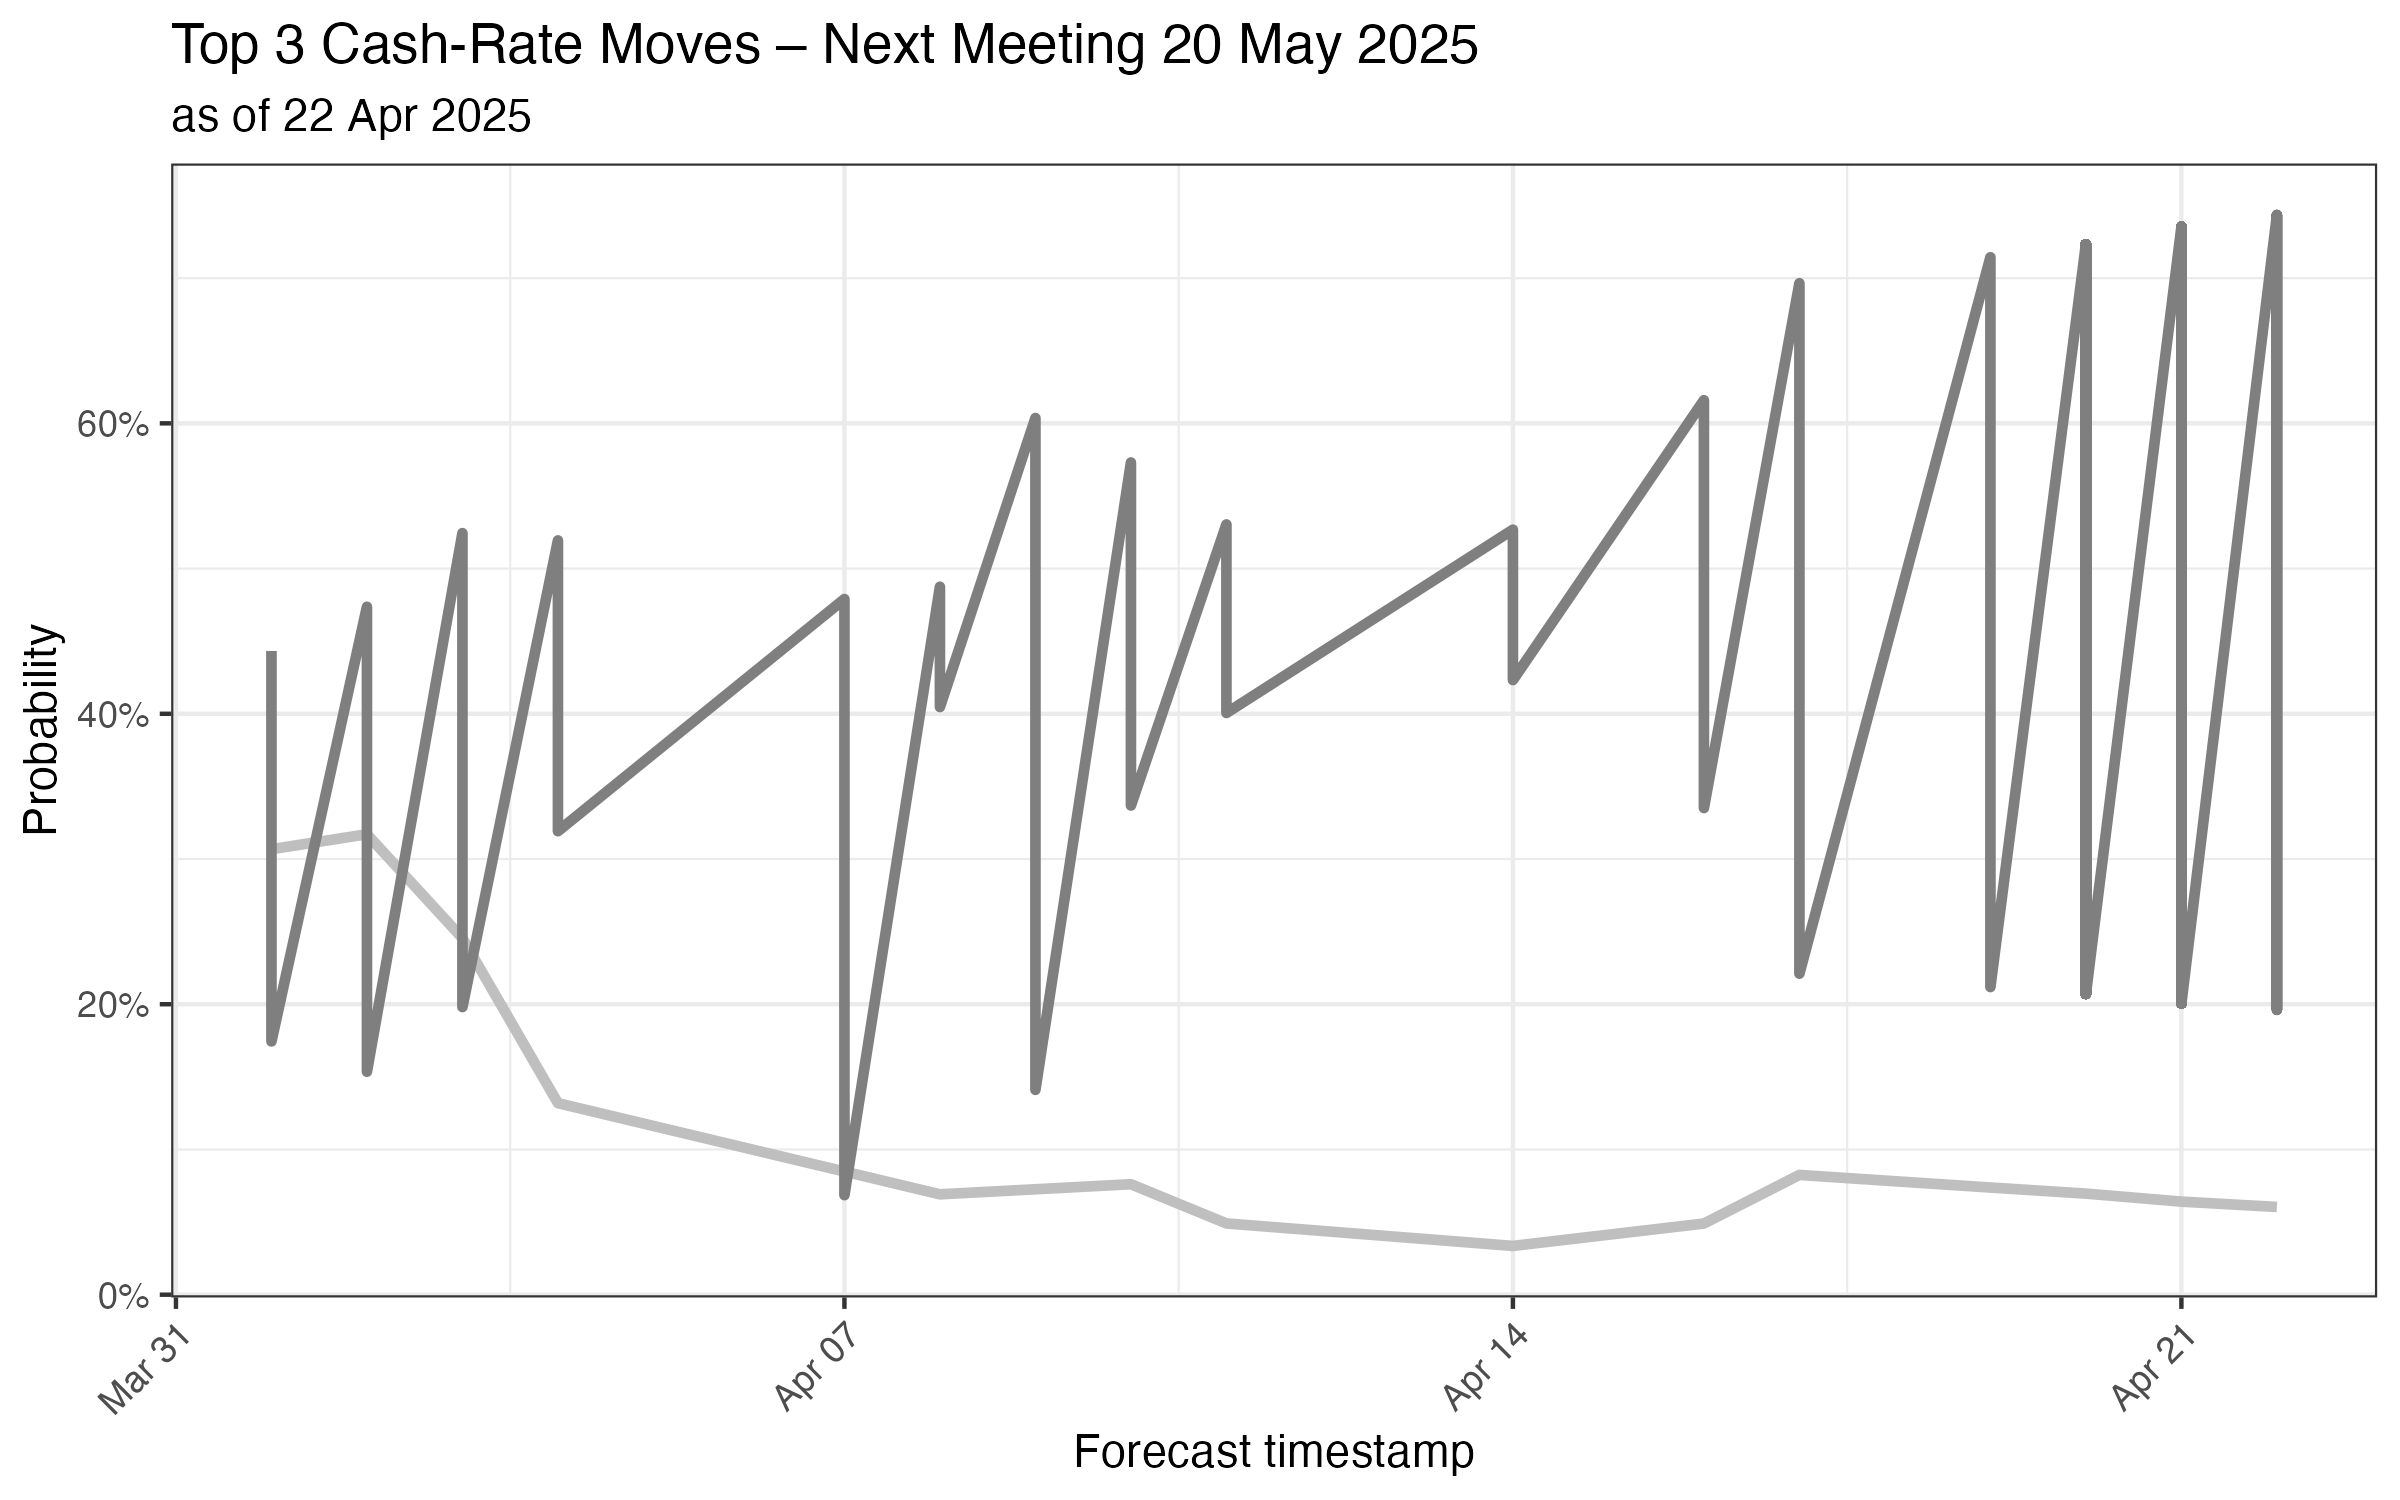 Top 3 Cash-Rate Moves – Next Meeting 20 May 2025
as of 22 Apr 2025
Probability
60%
40%
20%
0%
Mar 31
Apr 07
Apr 14
Apr 21
Forecast timestamp